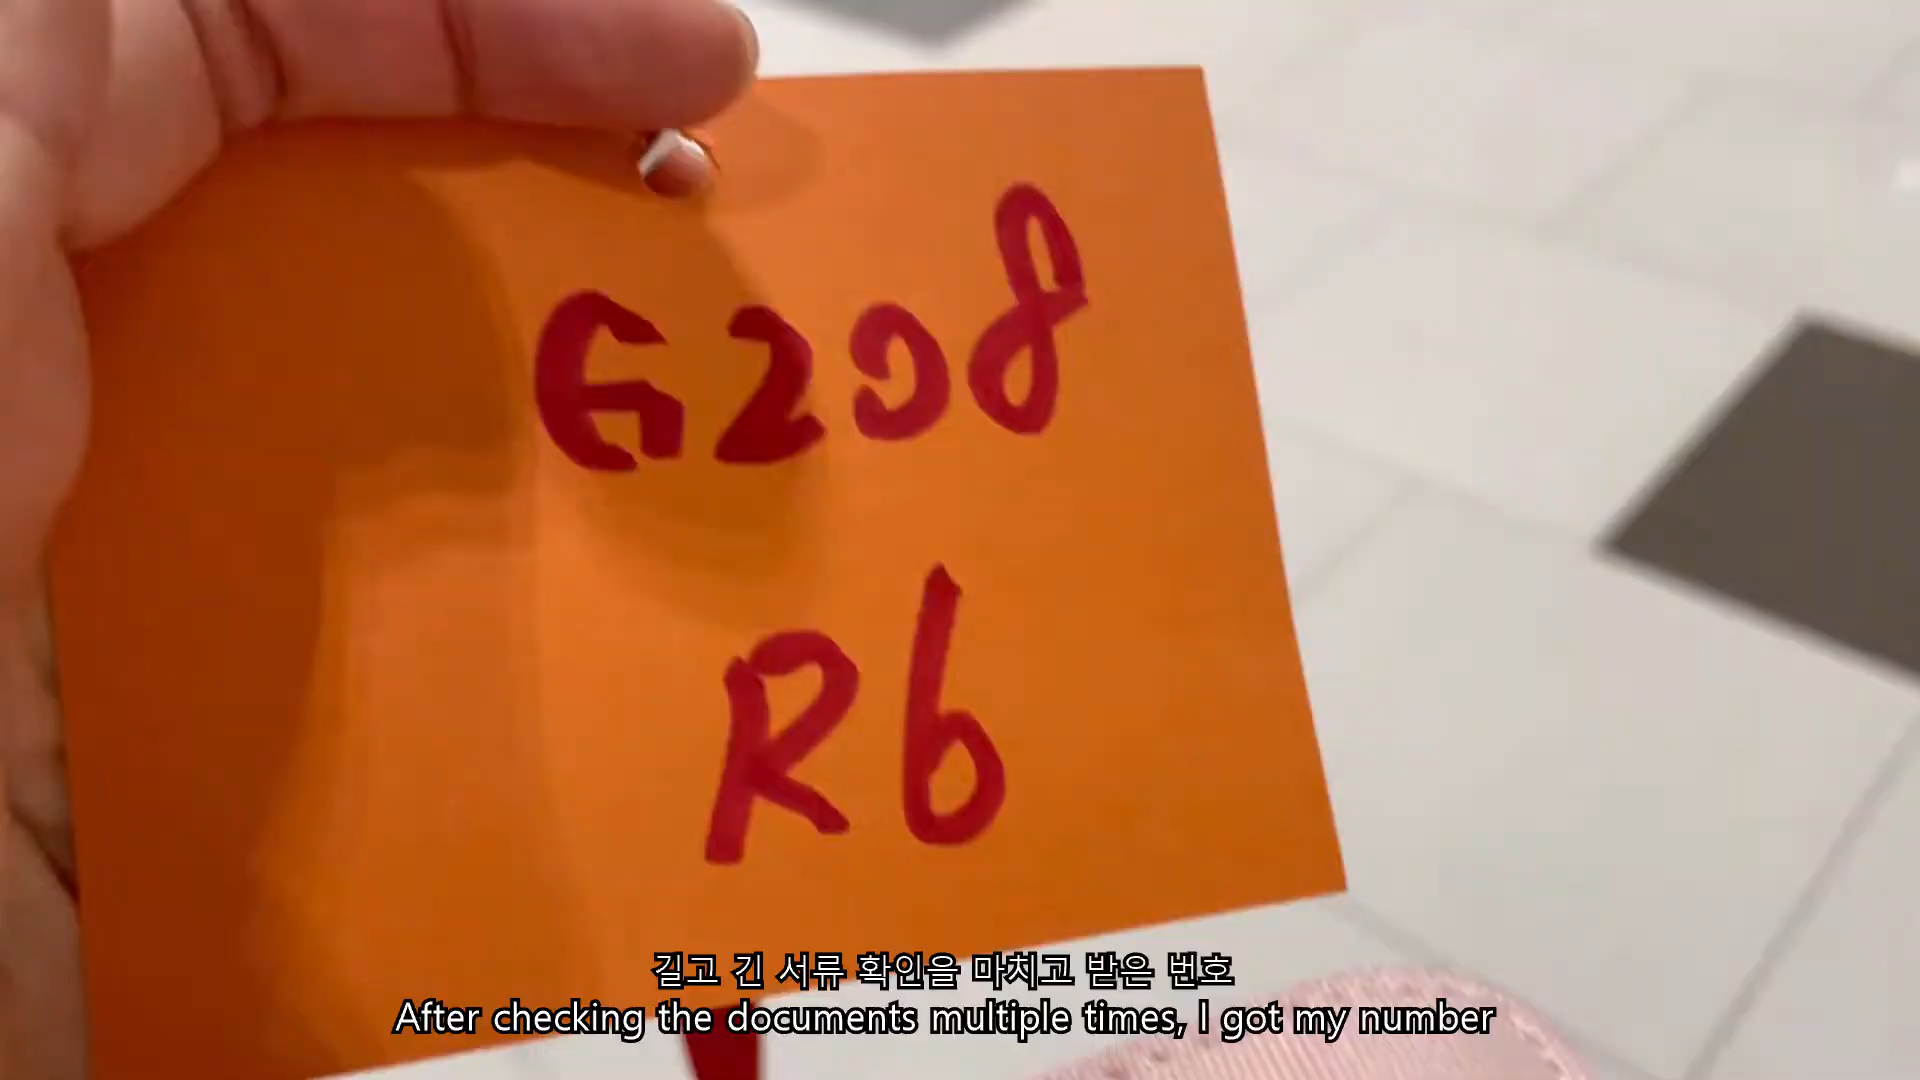 G208
R6
길고 긴 서류 확인을 마치고 받은 번호
After checking the documents multiple times, I got my number